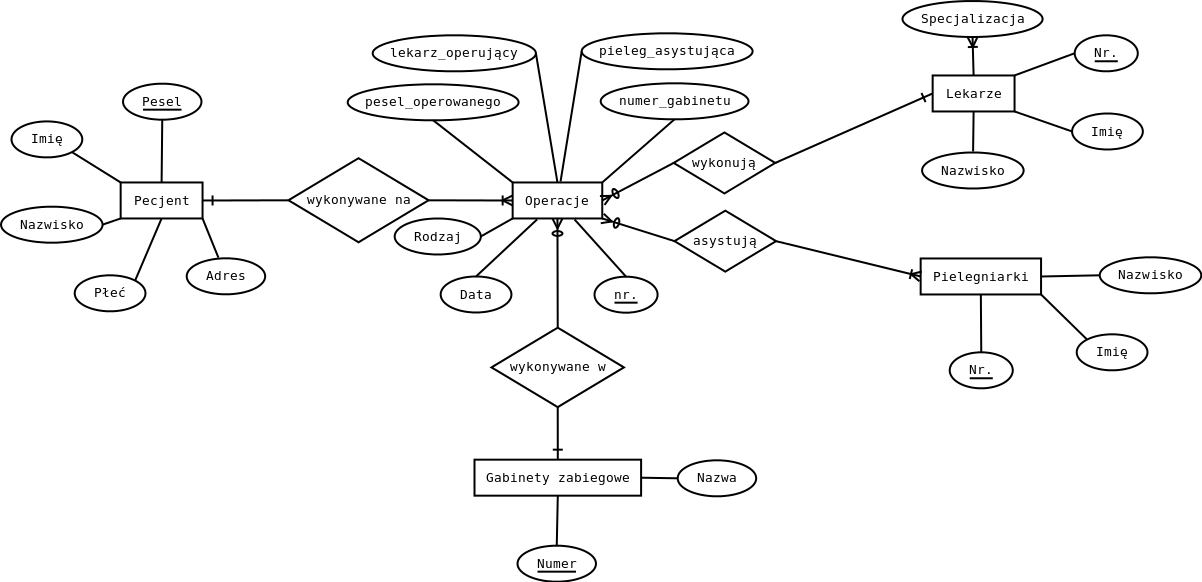 Specjalizacja
lekarz_operujący
pieleg_asystująca
Nr.
Pesel
pesel_operowanego
numer_gabinetu
Lekarze
Imię
Imię
wykonują
Nazwisko
Pecjent
wykonywane na
Operacje
Nazwisko
Rodzaj
asystują
Adres
Pielegniarki
Nazwisko
Płeć
Data
nr.
Imię
wykonywane w
Nr.
Gabinety zabiegowe
Nazwa
Numer